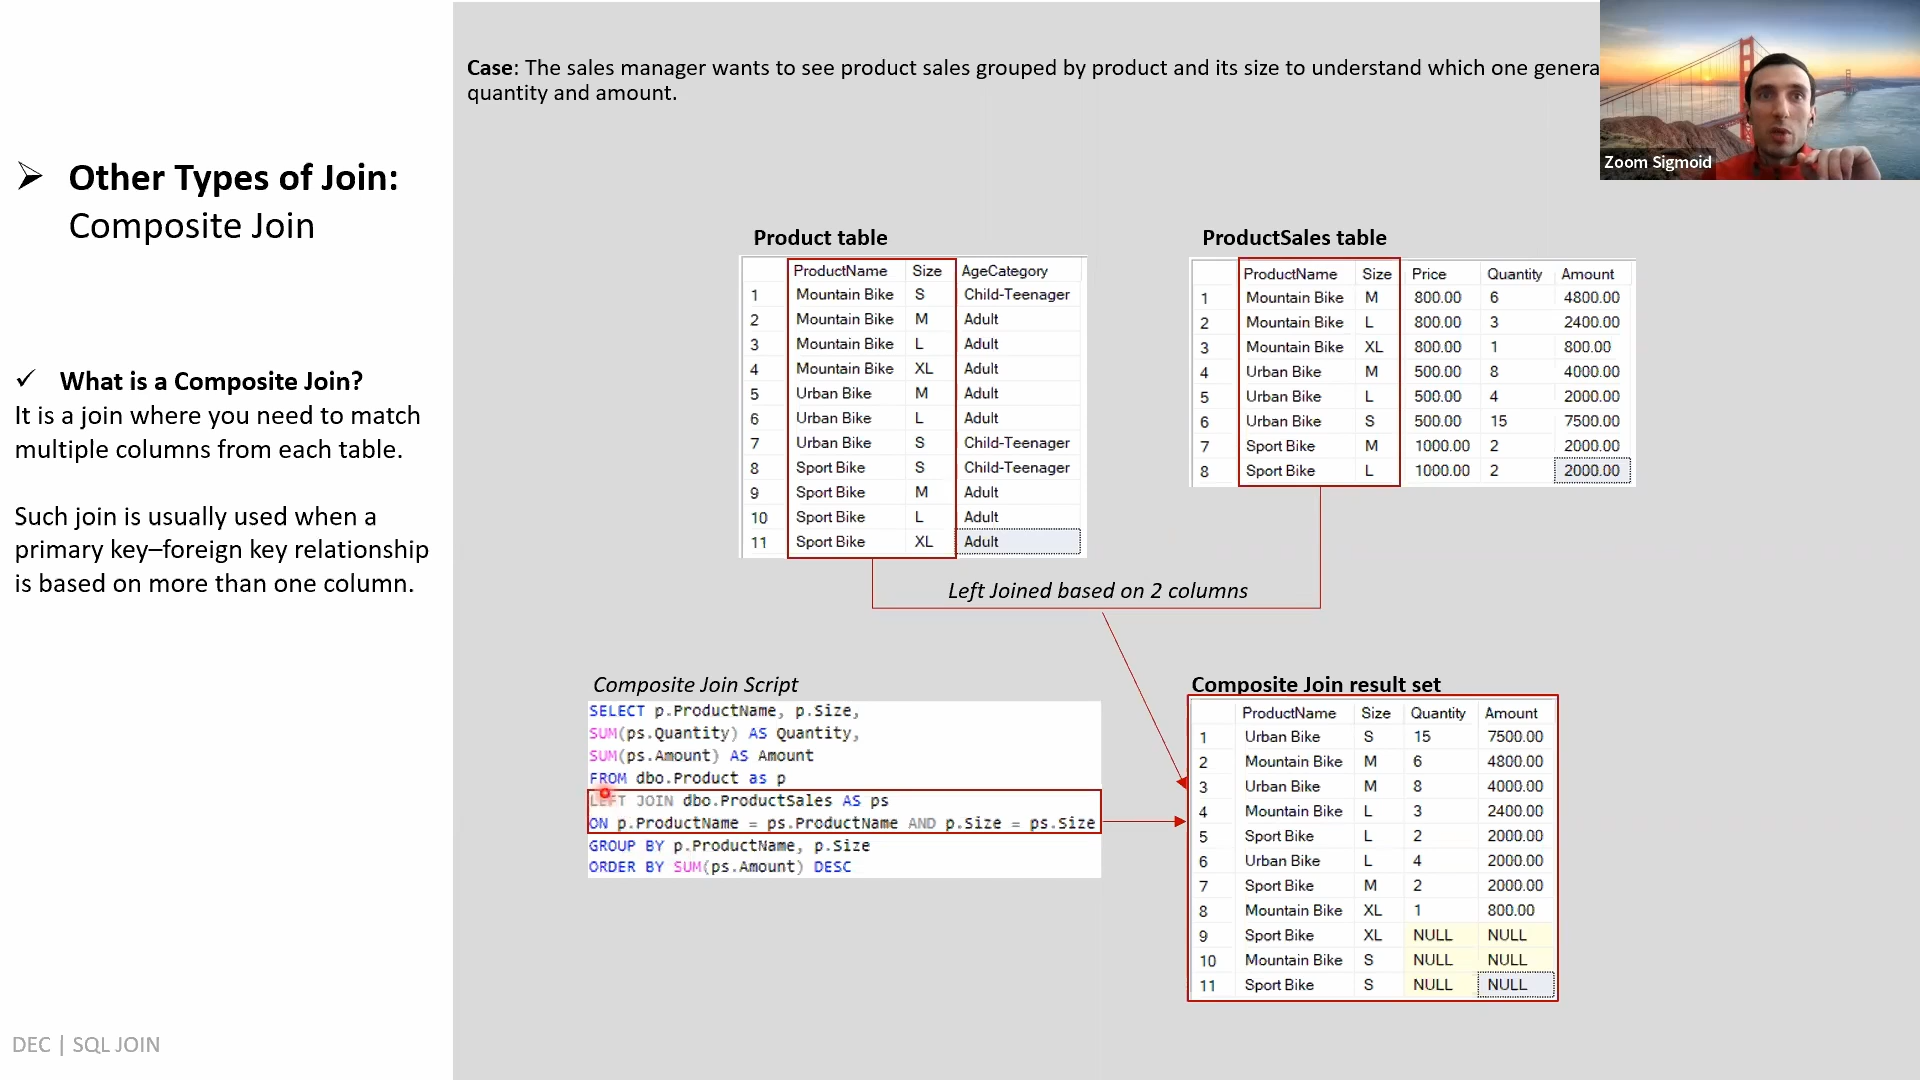 Case: The sales manager wants to see product sales grouped by product and its size to understand which one
quantity and amount.
Zoom Sigmoid
➢ Other Types of Join:
Composite Join
✓ What is a Composite Join?
It is a join where you need to match
multiple columns from each table.
Such join is usually used when a
primary key–foreign key relationship
is based on more than one column.
Product table
ProductName Size AgeCategory
1 Mountain Bike S Child-Teenager
2 Mountain Bike M Adult
3 Mountain Bike L Adult
4 Mountain Bike XL Adult
5 Urban Bike M Adult
6 Urban Bike L Adult
7 Urban Bike S Child-Teenager
8 Sport Bike S Child-Teenager
9 Sport Bike M Adult
10 Sport Bike L Adult
11 Sport Bike XL Adult
ProductSales table
ProductName Size Price Quantity Amount
1 Mountain Bike M 800.00 6 4800.00
2 Mountain Bike L 800.00 3 2400.00
3 Mountain Bike XL 800.00 1 800.00
4 Urban Bike M 500.00 8 4000.00
5 Urban Bike L 500.00 4 2000.00
6 Urban Bike S 500.00 15 7500.00
7 Sport Bike M 1000.00 2 2000.00
8 Sport Bike L 1000.00 2 2000.00
Left Joined based on 2 columns
Composite Join Script
SELECT p.ProductName, p.Size,
SUM(ps.Quantity) AS Quantity,
SUM(ps.Amount) AS Amount
FROM dbo.Product as p
LEFT JOIN dbo.ProductSales AS ps
ON p.ProductName = ps.ProductName AND p.Size = ps.Size
GROUP BY p.ProductName, p.Size
ORDER BY SUM(ps.Amount) DESC
Composite Join result set
ProductName Size Quantity Amount
1 Urban Bike S 15 7500.00
2 Mountain Bike M 6 4800.00
3 Urban Bike M 8 4000.00
4 Mountain Bike L 3 2400.00
5 Sport Bike L 2 2000.00
6 Urban Bike L 4 2000.00
7 Sport Bike M 2 2000.00
8 Mountain Bike XL 1 800.00
9 Sport Bike XL NULL NULL
10 Mountain Bike S NULL NULL
11 Sport Bike S NULL NULL
DEC | SQL JOIN